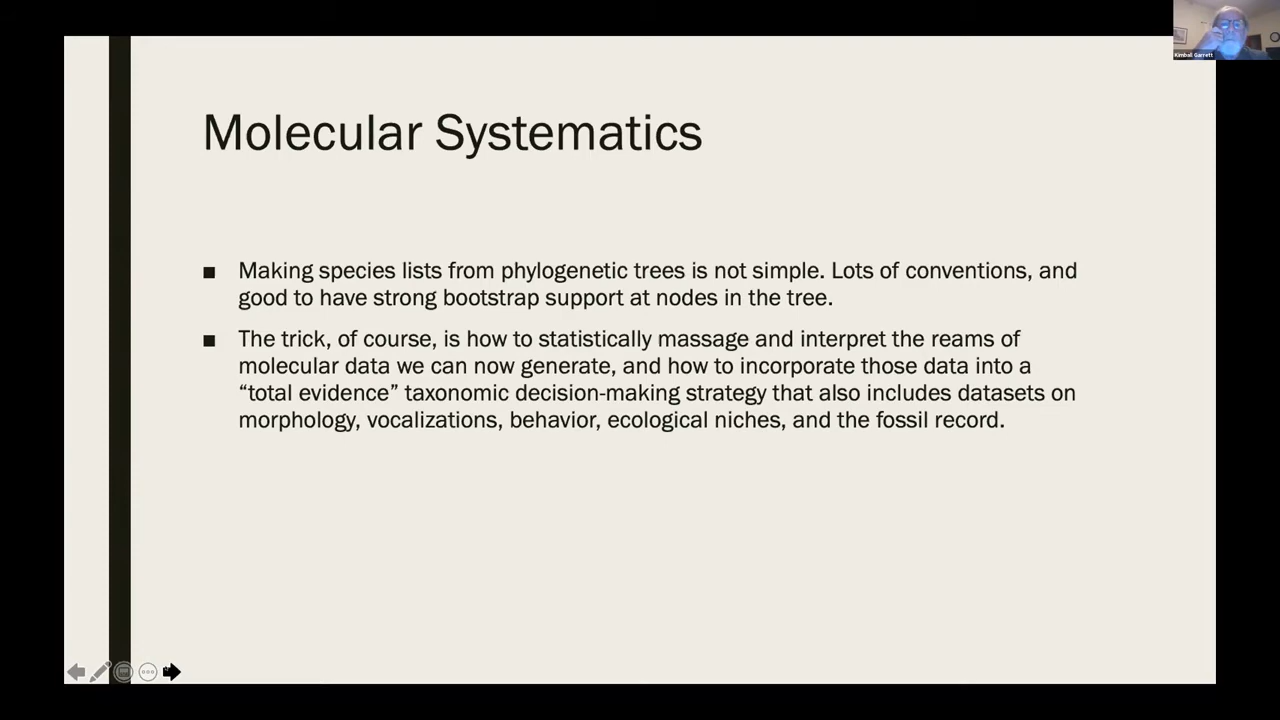 Kimball Garrett
Molecular Systematics
■ Making species lists from phylogenetic trees is not simple. Lots of conventions, and
good to have strong bootstrap support at nodes in the tree.
■ The trick, of course, is how to statistically massage and interpret the reams of
molecular data we can now generate, and how to incorporate those data into a
“total evidence” taxonomic decision-making strategy that also includes datasets on
morphology, vocalizations, behavior, ecological niches, and the fossil record.